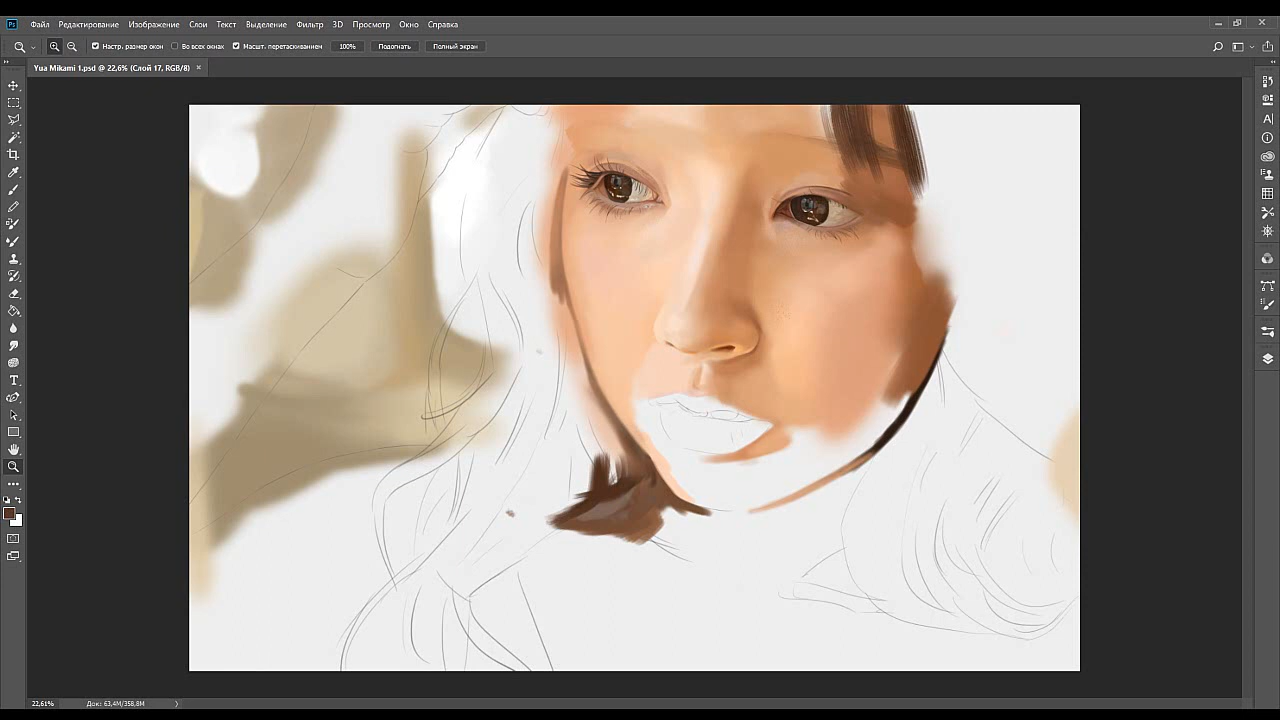 Ps Файл Редактирование Изображение Слои Текст Выделение Фильтр 3D Просмотр Окно Справка
Настр. размер окон Во всех окнах Масшт. перетаскиванием 100% Подогнать Полный экран
Yua Mikami 1.psd @ 22,6% (Слой 17, RGB/8) ×
22,61% Док: 63,4M/358,8M